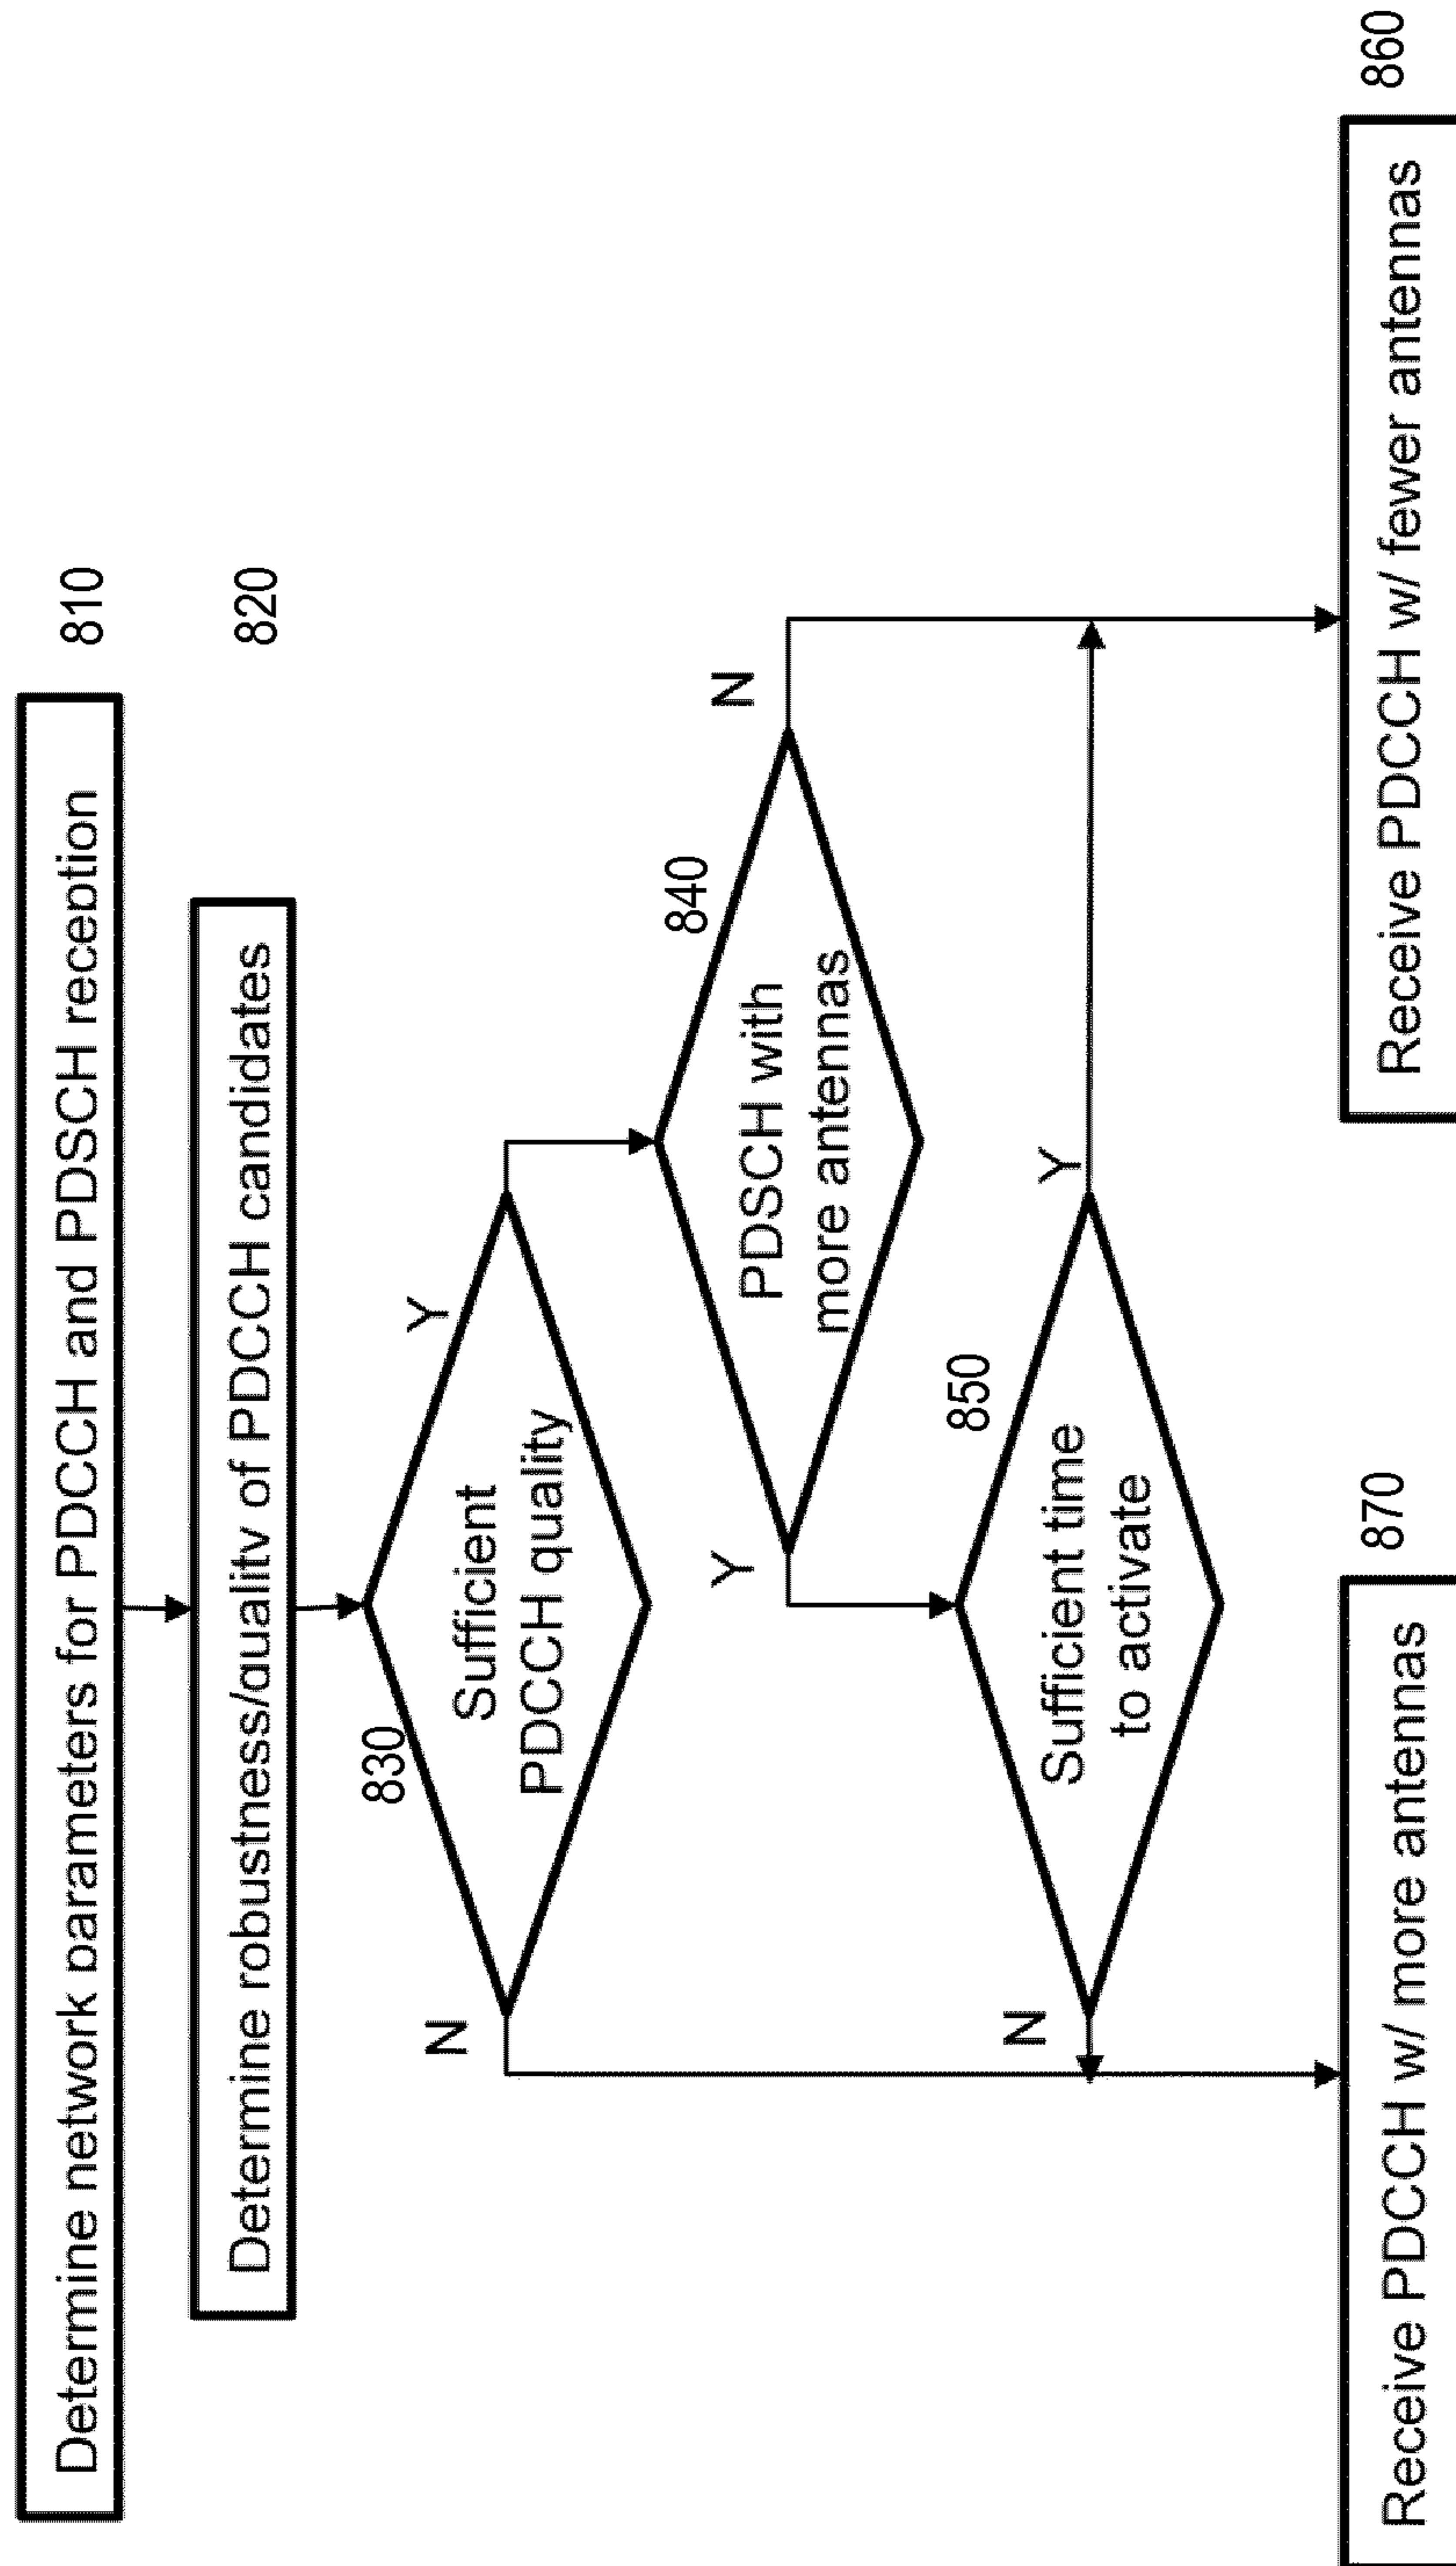 Determine network parameters for PDCCH and PDSCH reception
810
Determine robustness/quality of PDCCH candidates
820
830
Sufficient
PDCCH quality
Y
N
840
PDSCH with
more antennas
N
Y
850
Sufficient time
to activate
Y
N
Receive PDCCH w/ more antennas
870
Receive PDCCH w/ fewer antennas
860